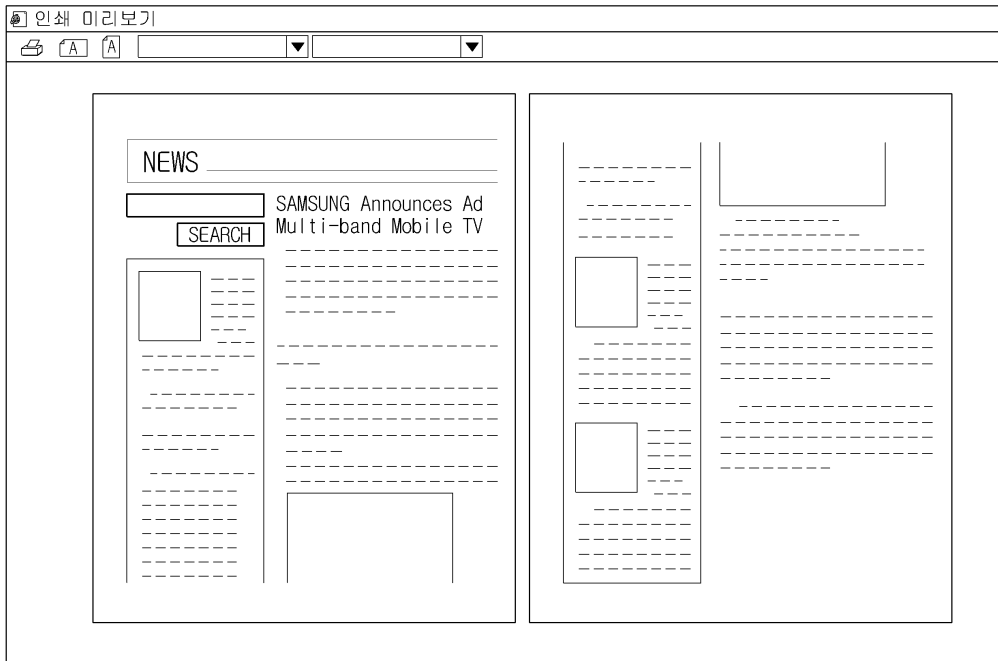 인쇄 미리보기
A A
NEWS
SAMSUNG Announces Ad
Multi-band Mobile TV
SEARCH